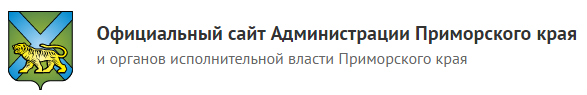 Официальный сайт Администрации Приморского края
и органов исполнительной власти Приморского края